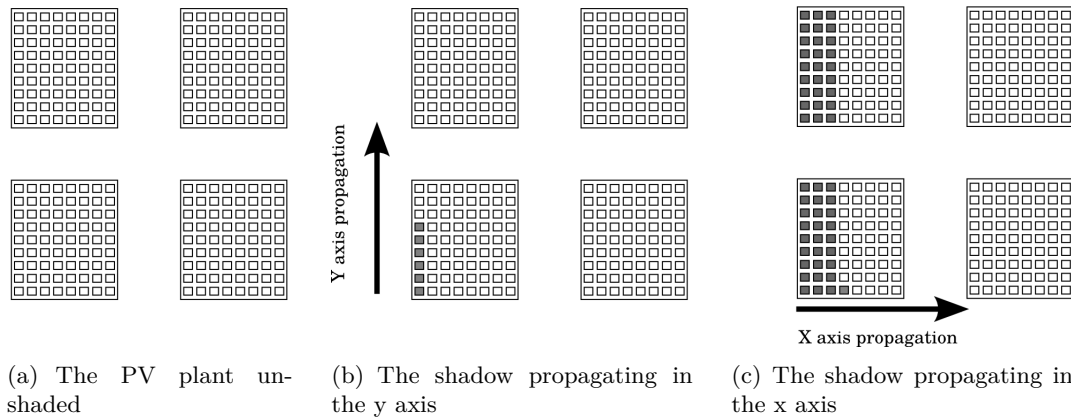 Y axis propagation
X axis propagation
(a) The PV plant un-
shaded
(b) The shadow propagating in
the y axis
(c) The shadow propagating in
the x axis